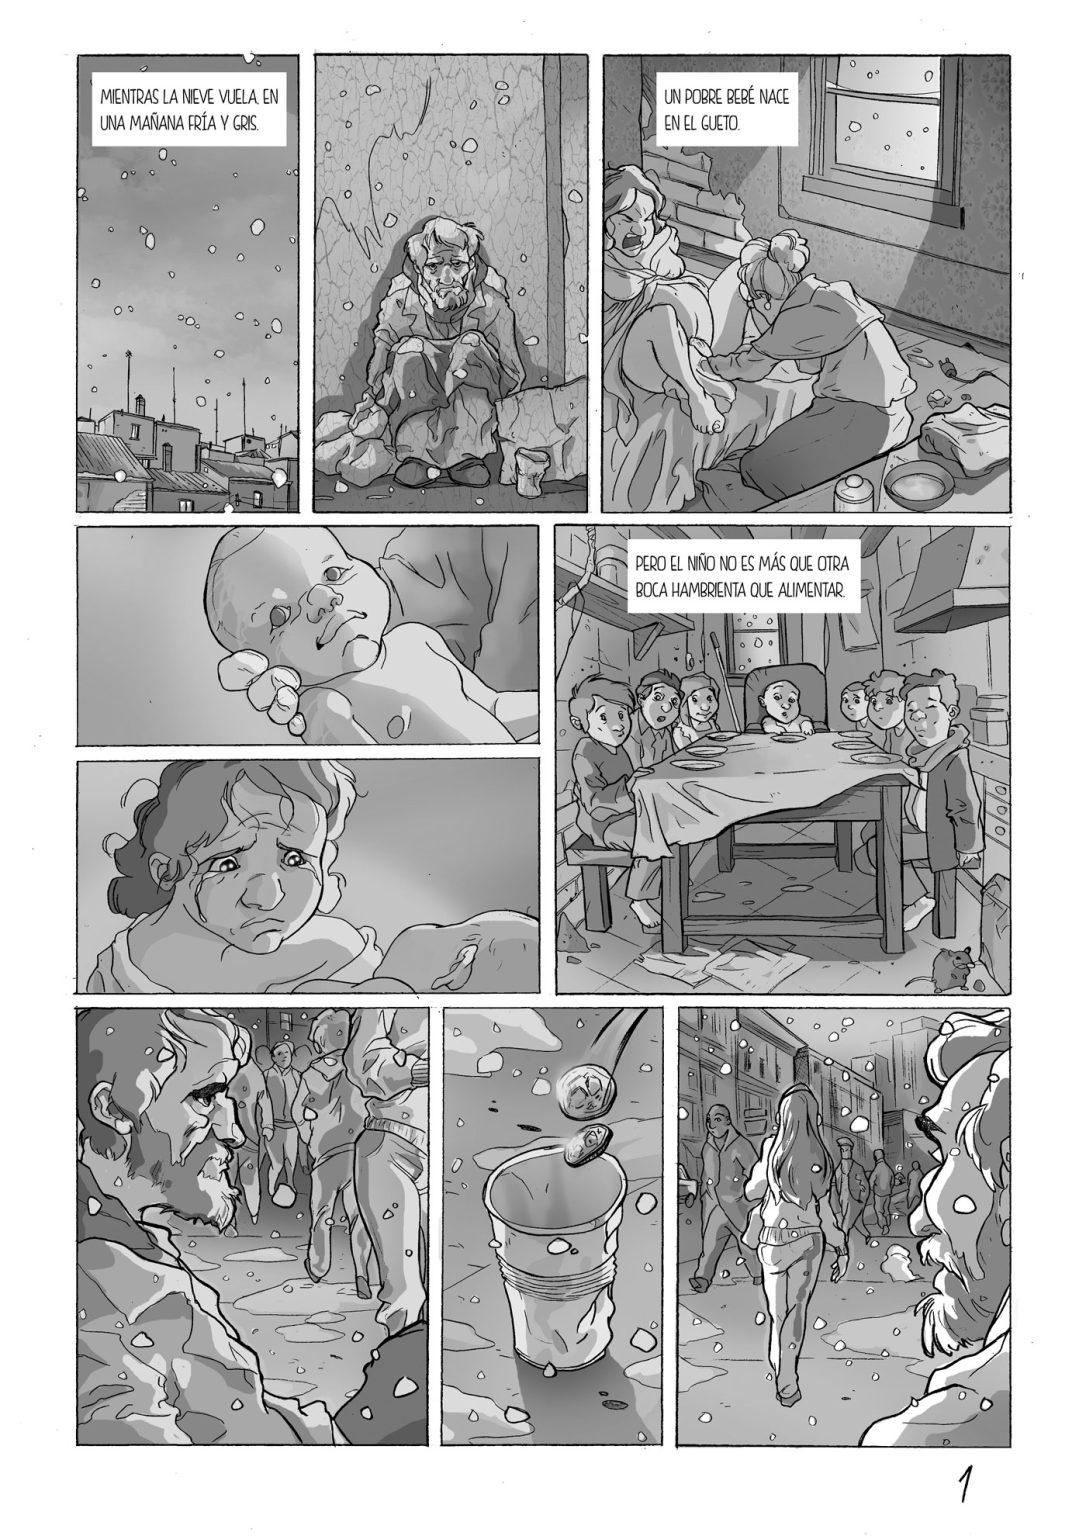 MIENTRAS LA NIEVE VUELA, EN
UNA MAÑANA FRÍA Y GRIS.
UN POBRE BEBÉ NACE
EN EL GUETO.
PERO EL NIÑO NO ES MÁS QUE OTRA
BOCA HAMBRIENTA QUE ALIMENTAR.
1